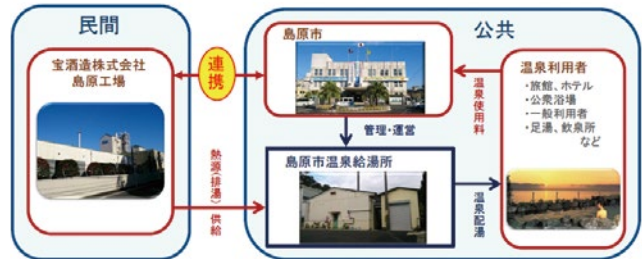 民間
宝酒造株式会社
島原工場
連携
熱源(排湯)供給
公共
島原市
管理・運営
島原市温泉給湯所
温泉使用料
温泉配湯
温泉利用者
・旅館、ホテル
・公衆浴場
・一般利用者
・足湯、飲泉所
など